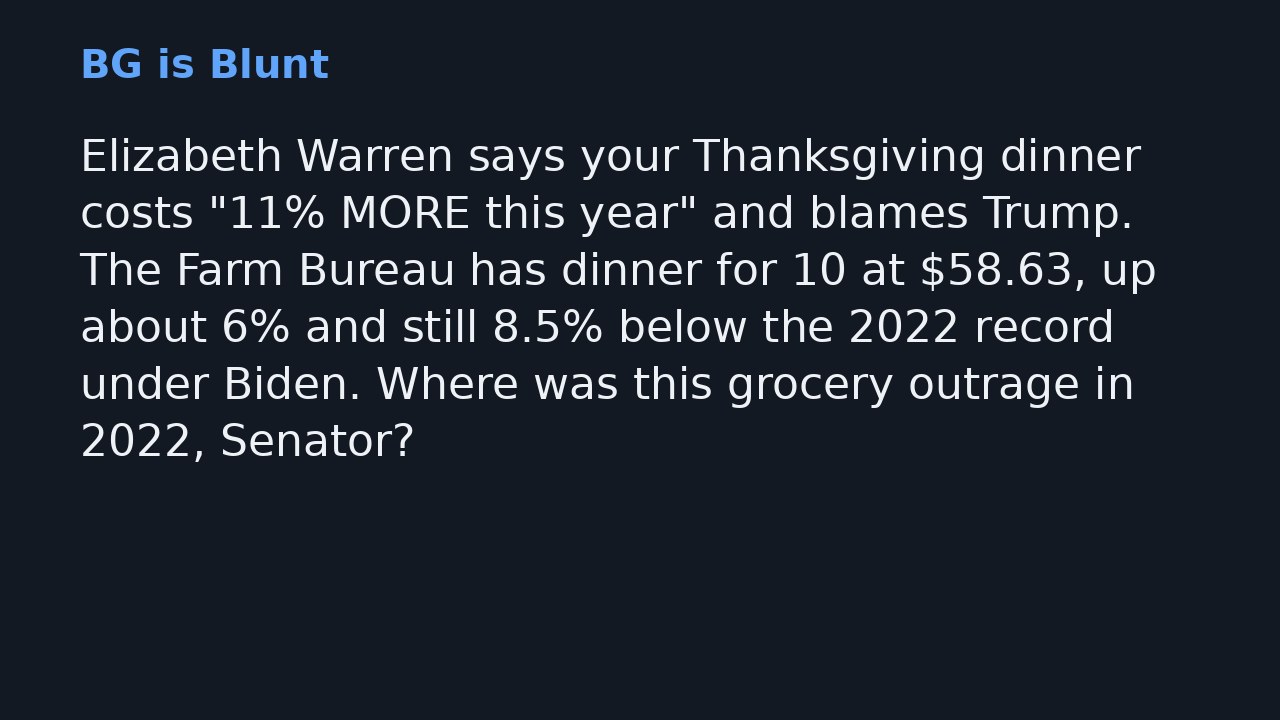 BG is Blunt
Elizabeth Warren says your Thanksgiving dinner
costs "11% MORE this year" and blames Trump.
The Farm Bureau has dinner for 10 at $58.63, up
about 6% and still 8.5% below the 2022 record
under Biden. Where was this grocery outrage in
2022, Senator?